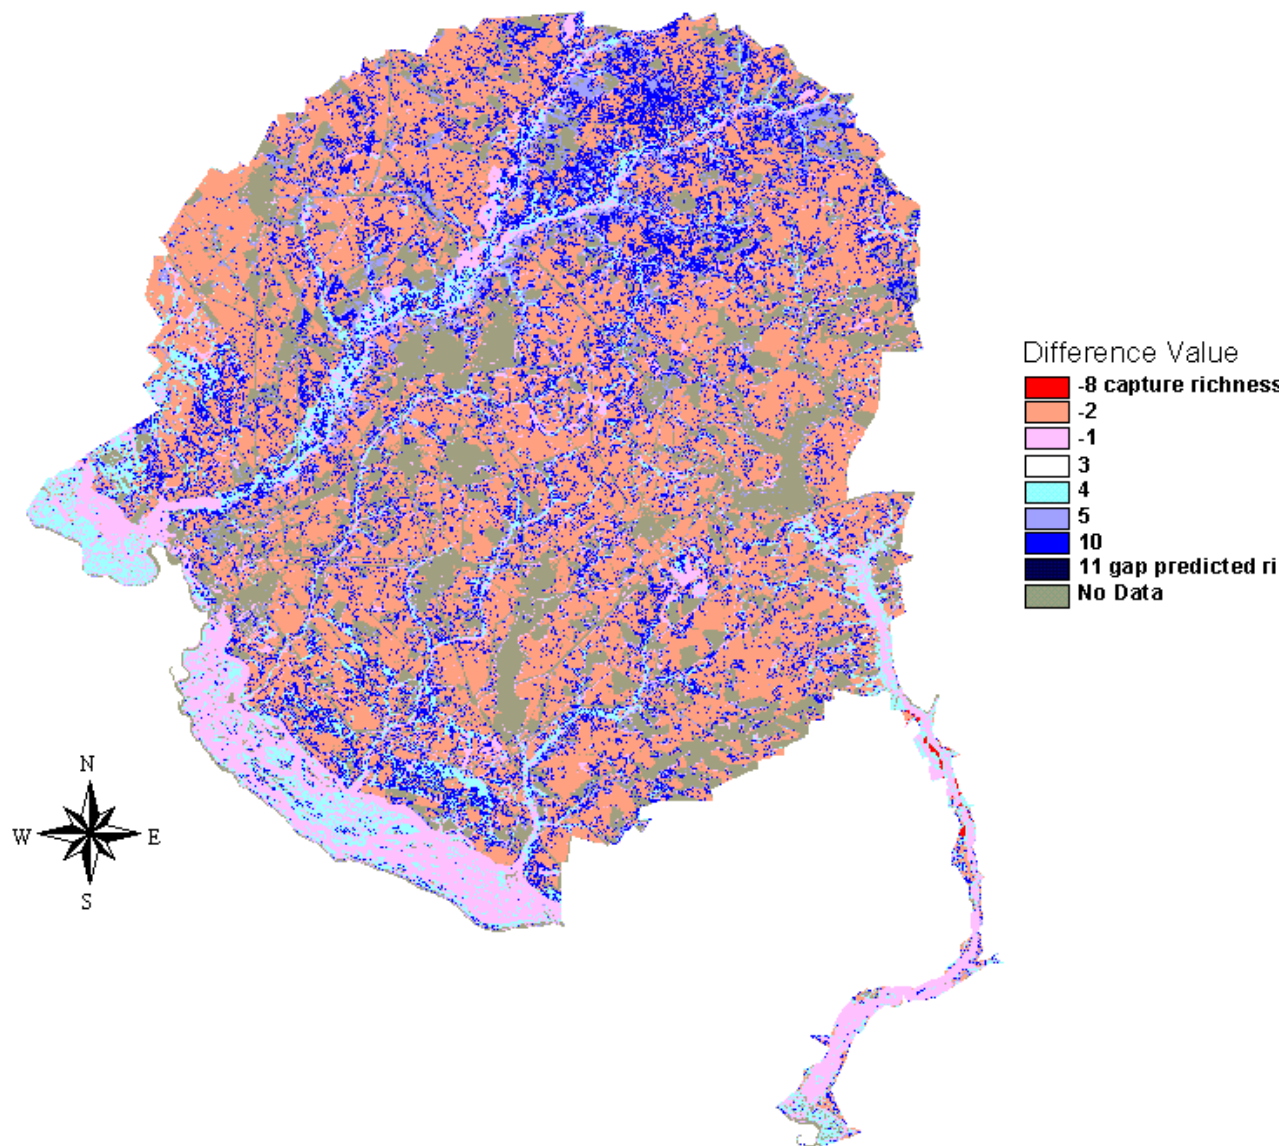 Difference Value
-8 capture richness
-2
-1
3
4
5
10
11 gap predicted ri
No Data
N
W E
S